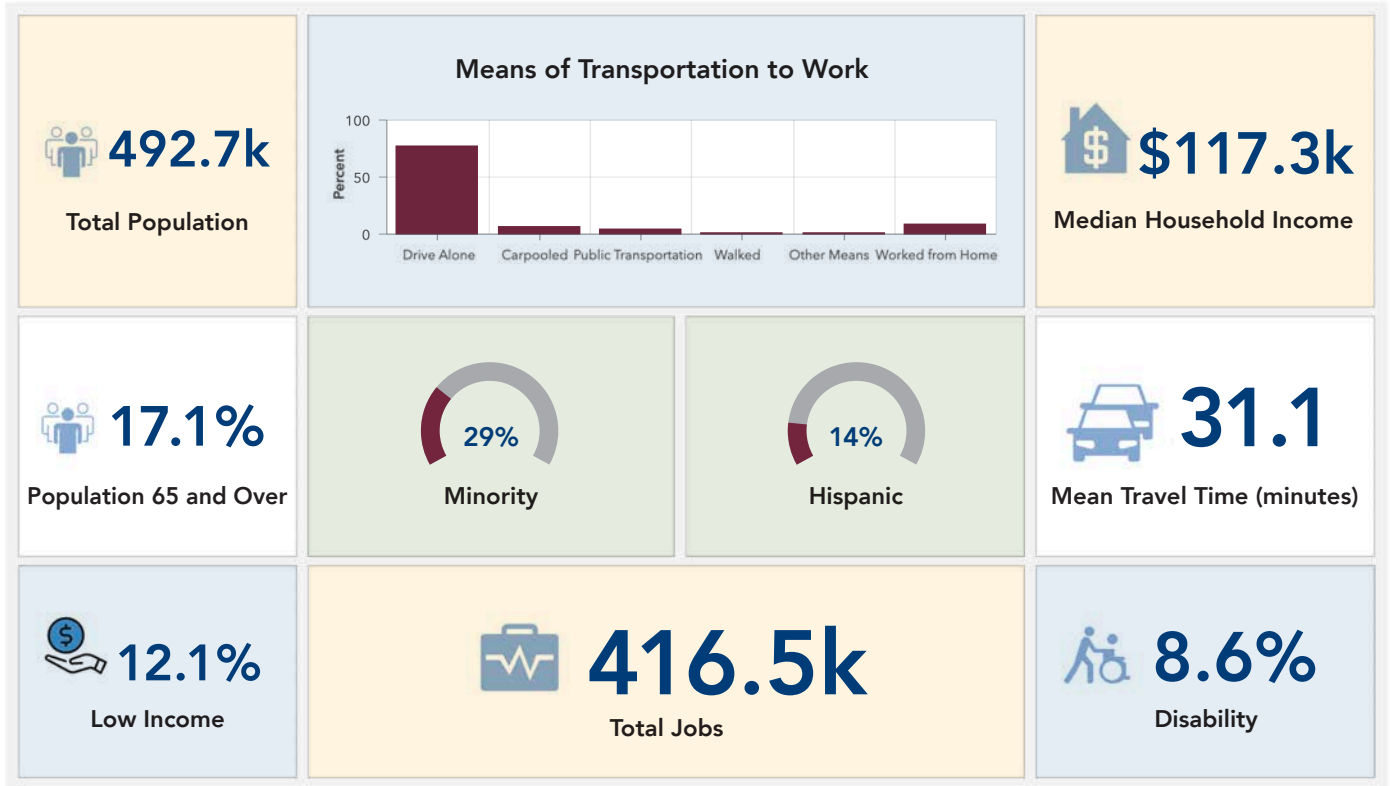 492.7k
Total Population
Means of Transportation to Work
100
50
0
Percent
Drive Alone
Carpooled
Public Transportation
Walked
Other Means
Worked from Home
$
$117.3k
Median Household Income
17.1%
Population 65 and Over
29%
Minority
14%
Hispanic
31.1
Mean Travel Time (minutes)
$
12.1%
Low Income
416.5k
Total Jobs
8.6%
Disability